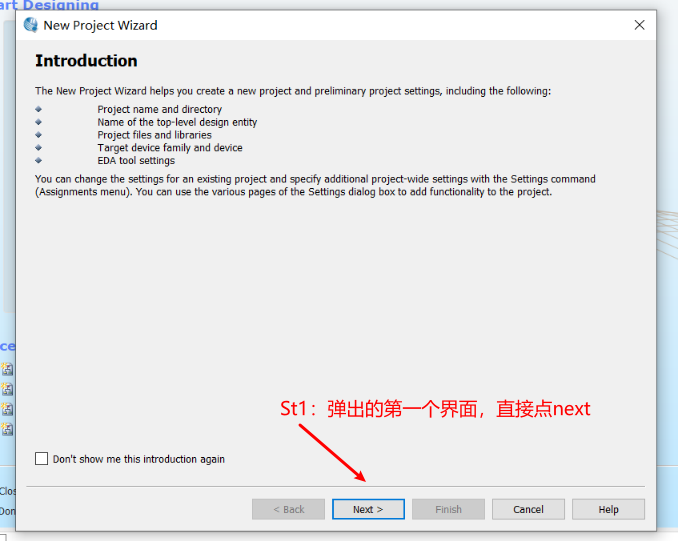 art Designing
New Project Wizard
Introduction
The New Project Wizard helps you create a new project and preliminary project settings, including the following:
Project name and directory
Name of the top-level design entity
Project files and libraries
Target device family and device
EDA tool settings
You can change the settings for an existing project and specify additional project-wide settings with the Settings command
(Assignments menu). You can use the various pages of the Settings dialog box to add functionality to the project.
ce
St1：弹出的第一个界面，直接点next
Don't show me this introduction again
Clos
Don
< Back
Next >
Finish
Cancel
Help